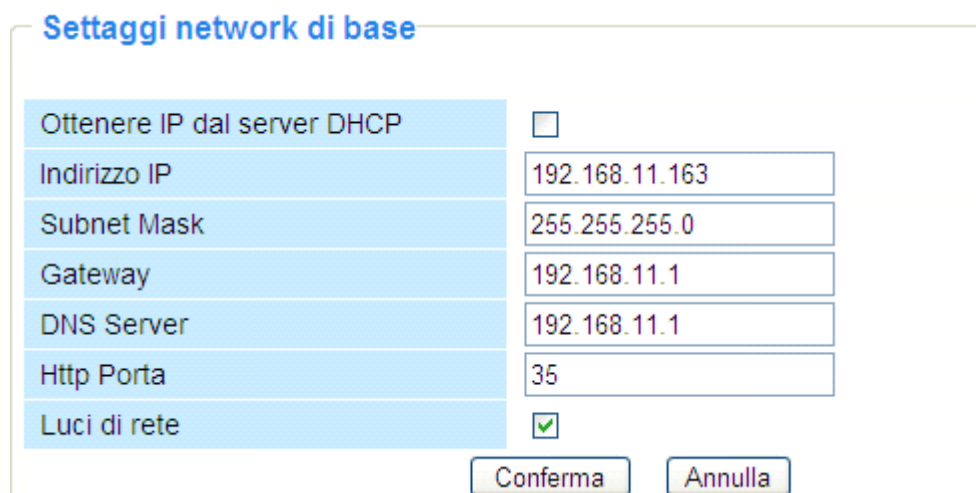 Settaggi network di base
Ottenere IP dal server DHCP
Indirizzo IP 192.168.11.163
Subnet Mask 255.255.255.0
Gateway 192.168.11.1
DNS Server 192.168.11.1
Http Porta 35
Luci di rete
Conferma Annulla